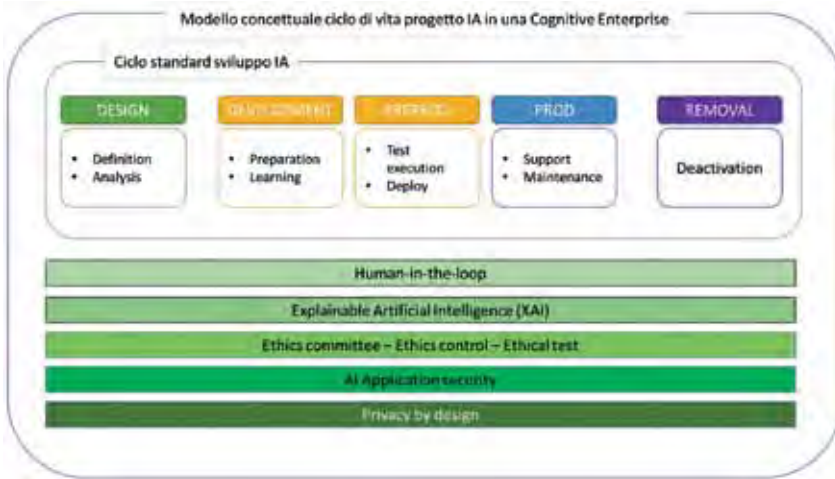 Modello concettuale ciclo di vita progetto IA in una Cognitive Enterprise
Ciclo standard sviluppo IA
DESIGN
DEVELOPMENT
PREPROD
PROD
REMOVAL
• Definition
• Analysis
• Preparation
• Learning
• Test
execution
• Deploy
• Support
• Maintenance
Deactivation
Human-in-the-loop
Explainable Artificial Intelligence (XAI)
Ethics committee – Ethics control – Ethical test
AI Application security
Privacy by design